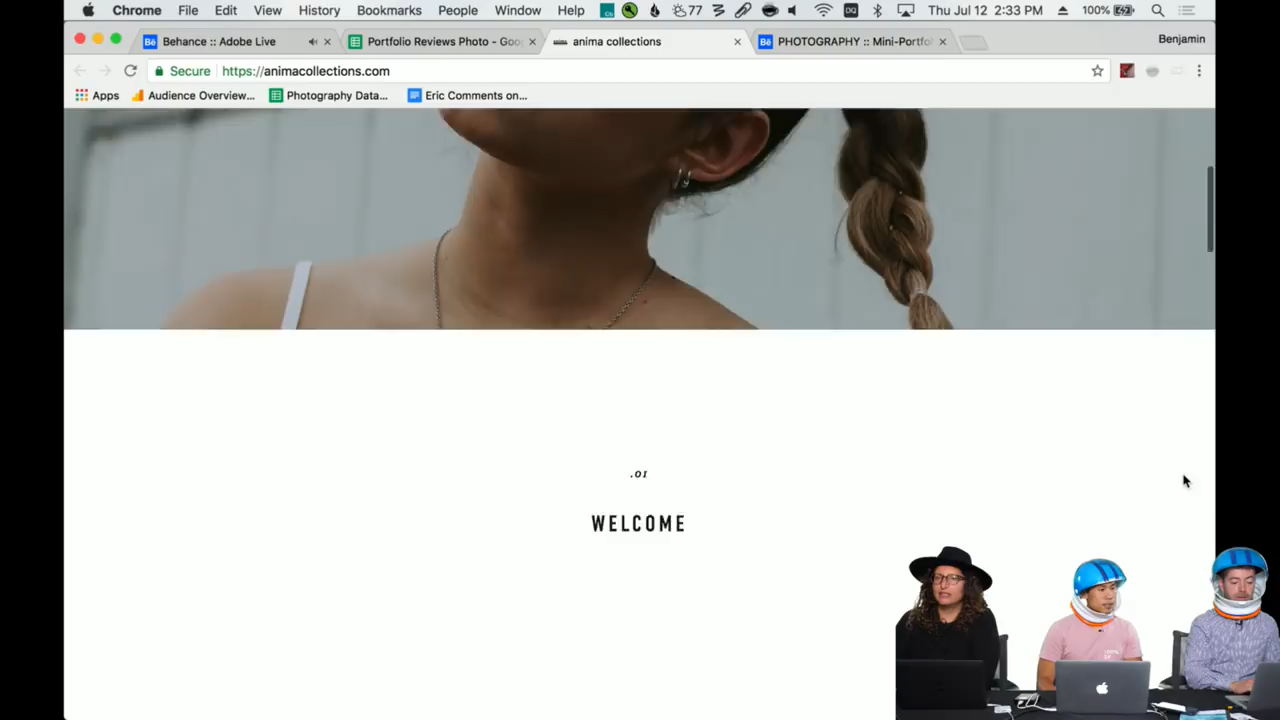 Chrome File Edit View History Bookmarks People Window Help 77 Thu Jul 12 2:33 PM 100%
Bē Behance :: Adobe Live Portfolio Reviews Photo - Goo anima collections Bē PHOTOGRAPHY :: Mini-Portfo Benjamin
Secure https://animacollections.com
Apps Audience Overview... Photography Data... Eric Comments on...
.01
WELCOME